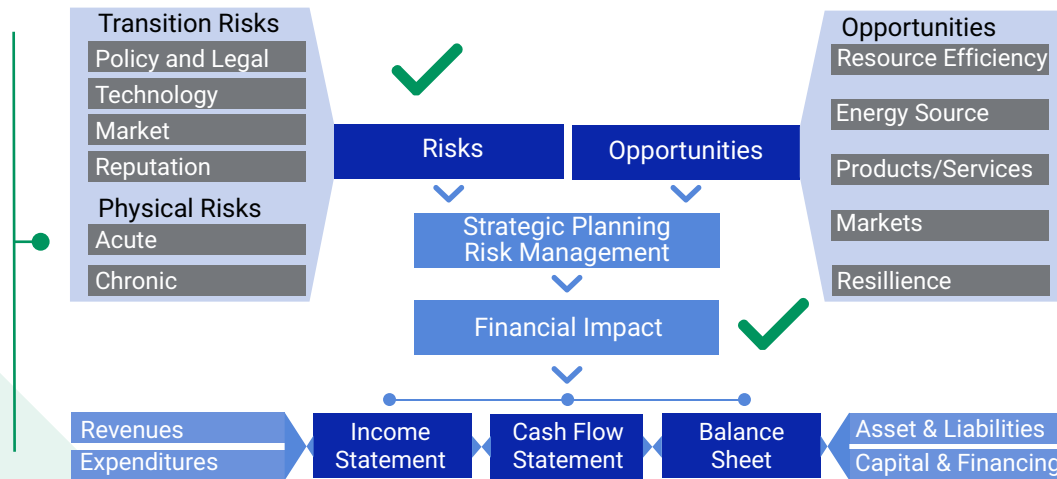 Transition Risks
Policy and Legal
Technology
Market
Reputation
Physical Risks
Acute
Chronic
Risks
Opportunities
Opportunities
Resource Efficiency
Energy Source
Products/Services
Markets
Resillience
Strategic Planning
Risk Management
Financial Impact
Revenues
Expenditures
Income
Statement
Cash Flow
Statement
Balance
Sheet
Asset & Liabilities
Capital & Financing